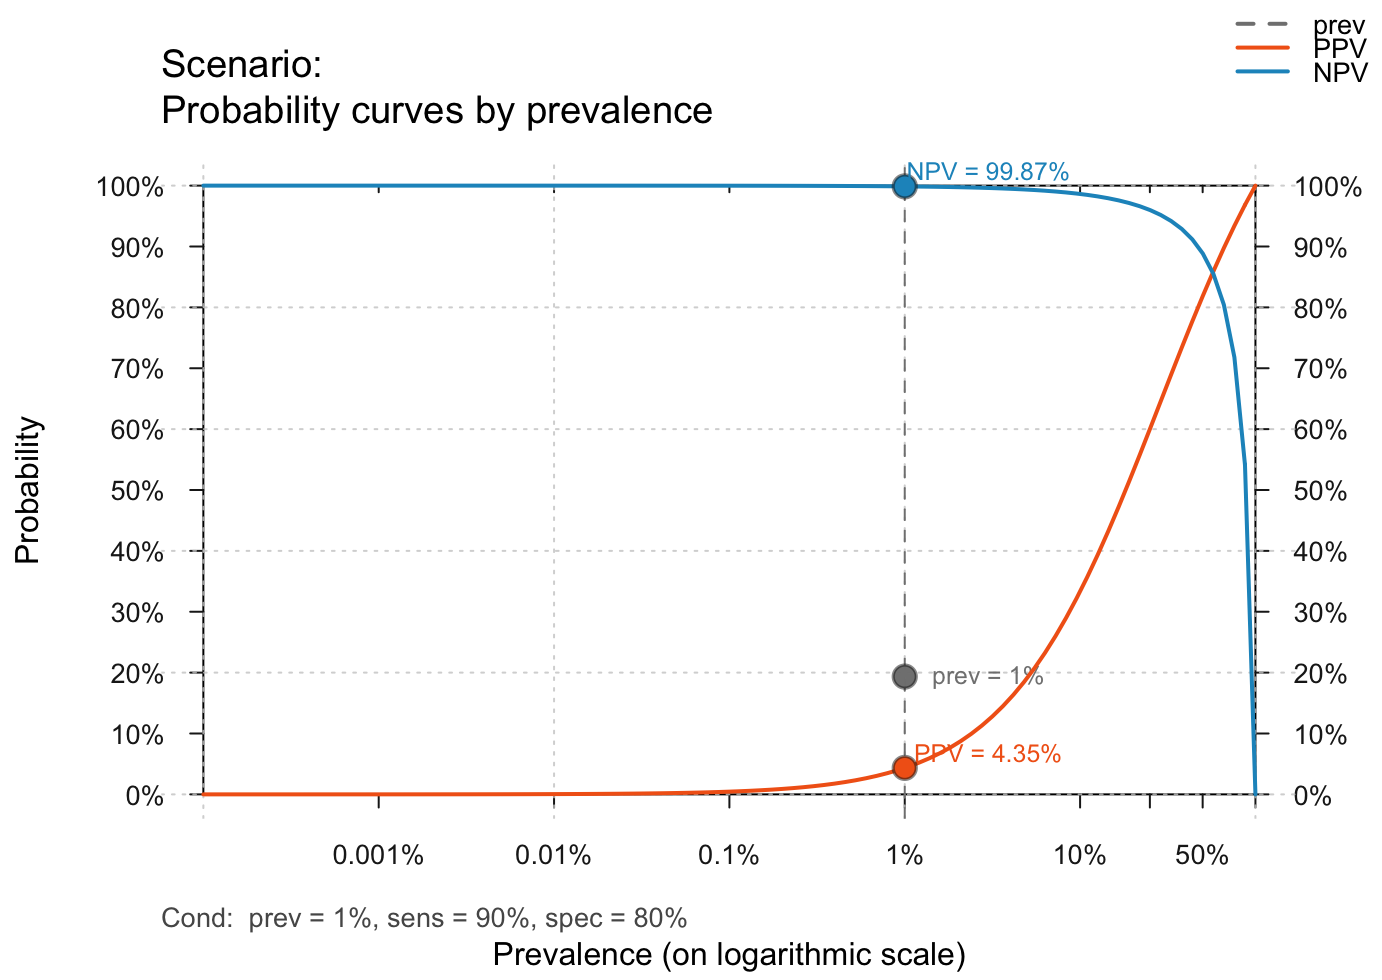 prev
PPV
NPV
Scenario:
Probability curves by prevalence
NPV = 99.87%
100%
90%
80%
70%
60%
50%
40%
30%
20%
10%
0%
Probability
prev = 1%
PPV = 4.35%
100%
90%
80%
70%
60%
50%
40%
30%
20%
10%
0%
0.001% 0.01% 0.1% 1% 10% 50%
Cond: prev = 1%, sens = 90%, spec = 80%
Prevalence (on logarithmic scale)